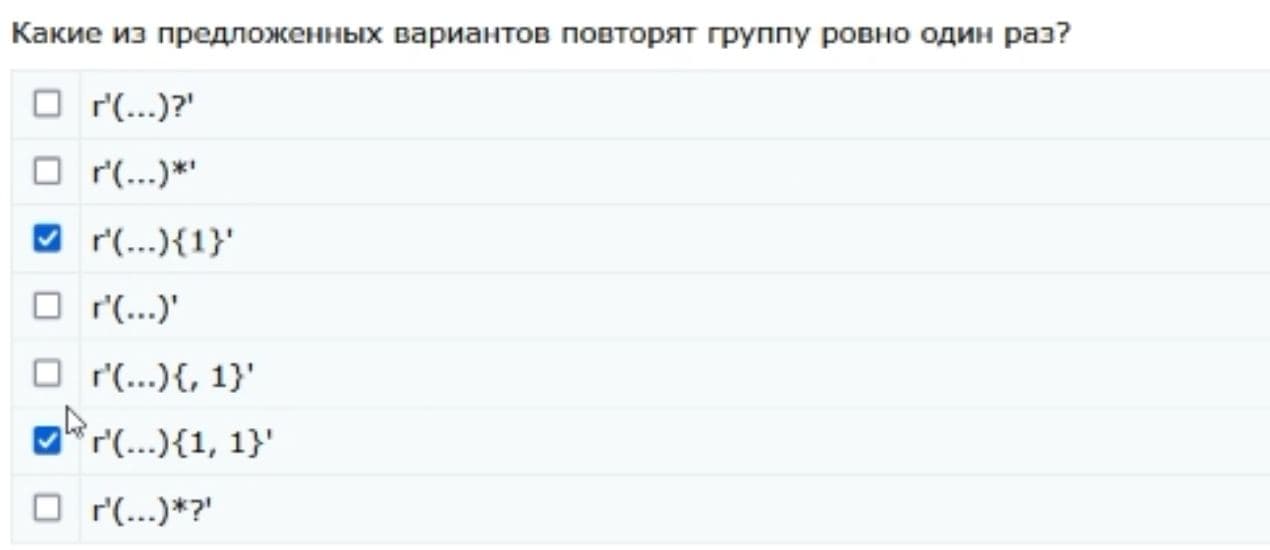 Какие из предложенных вариантов повторят группу ровно один раз?
r'(...)?'
r'(...)*'
r'(...){1}'
r'(...)'
r'(...){, 1}'
r'(...){1, 1}'
r'(...)*?'